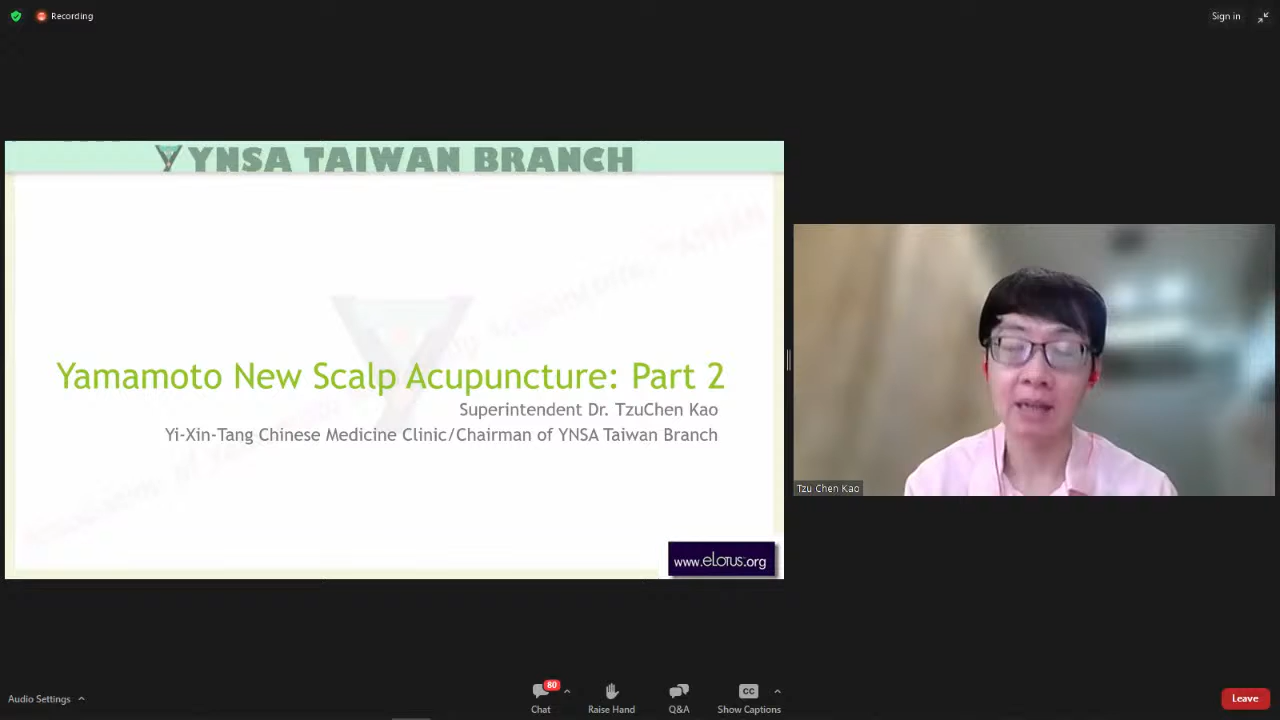 Recording
Sign in
YNSA TAIWAN BRANCH
Yamamoto New Scalp Acupuncture: Part 2
Superintendent Dr. TzuChen Kao
Yi-Xin-Tang Chinese Medicine Clinic/Chairman of YNSA Taiwan Branch
www.eLotus.org
Tzu Chen Kao
Audio Settings
80
Chat
Raise Hand
Q&A
CC
Show Captions
Leave